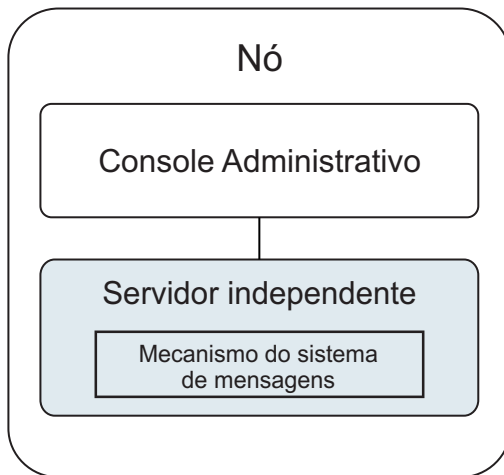 Nó
Console Administrativo
Servidor independente
Mecanismo do sistema
de mensagens